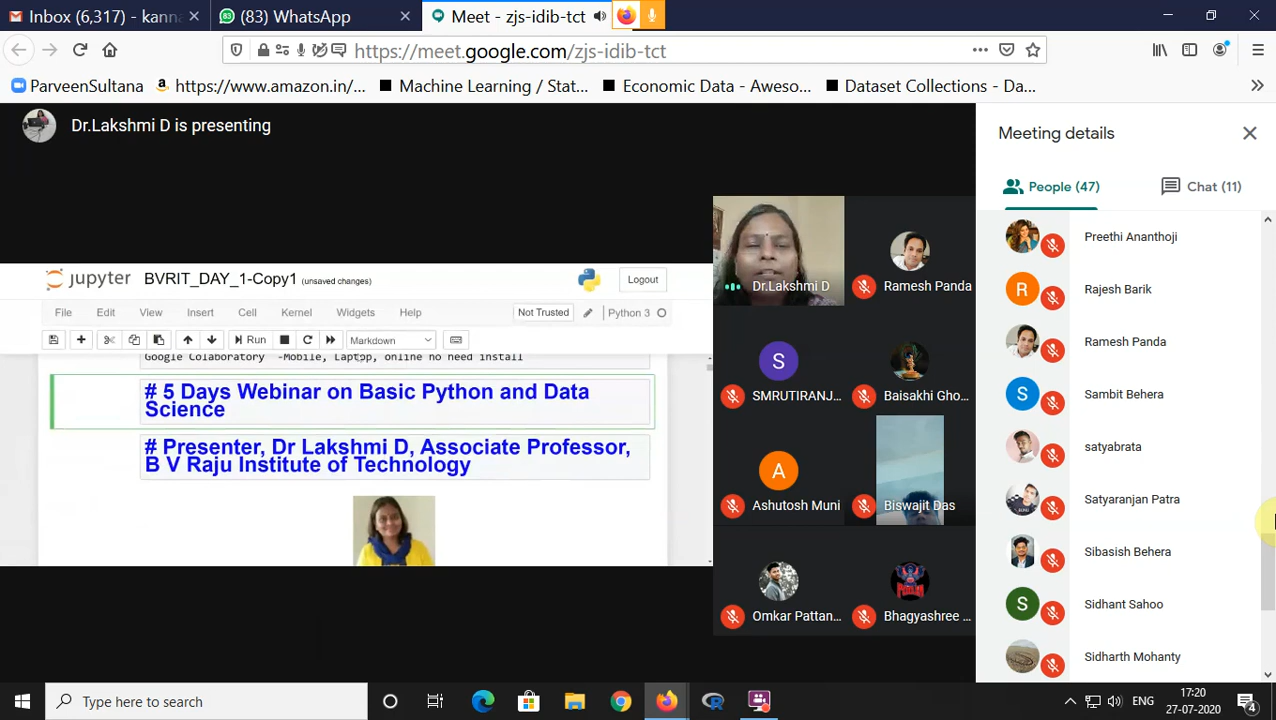 Inbox (6,317) - kanna
(83) WhatsApp
Meet - zjs-idib-tct
https://meet.google.com/zjs-idib-tct
ParveenSultana
https://www.amazon.in/...
Machine Learning / Stat...
Economic Data - Aweso...
Dataset Collections - Da...
Dr.Lakshmi D is presenting
Meeting details
People (47)
Chat (11)
jupyter
BVRIT_DAY_1-Copy1 (unsaved changes)
Logout
File Edit View Insert Cell Kernel Widgets Help
Not Trusted
Python 3
Run
Markdown
Google Colaboratory -Mobile, Laptop, online no need install
# 5 Days Webinar on Basic Python and Data
Science
# Presenter, Dr Lakshmi D, Associate Professor,
B V Raju Institute of Technology
Dr.Lakshmi D
Ramesh Panda
S
SMRUTIRANJ...
Baisakhi Gho...
A
Ashutosh Muni
Biswajit Das
Omkar Pattan...
Bhagyashree ...
Preethi Ananthoji
R
Rajesh Barik
Ramesh Panda
S
Sambit Behera
satyabrata
Satyaranjan Patra
Sibasish Behera
S
Sidhant Sahoo
Sidharth Mohanty
Type here to search
R
ENG
17:20
27-07-2020
4